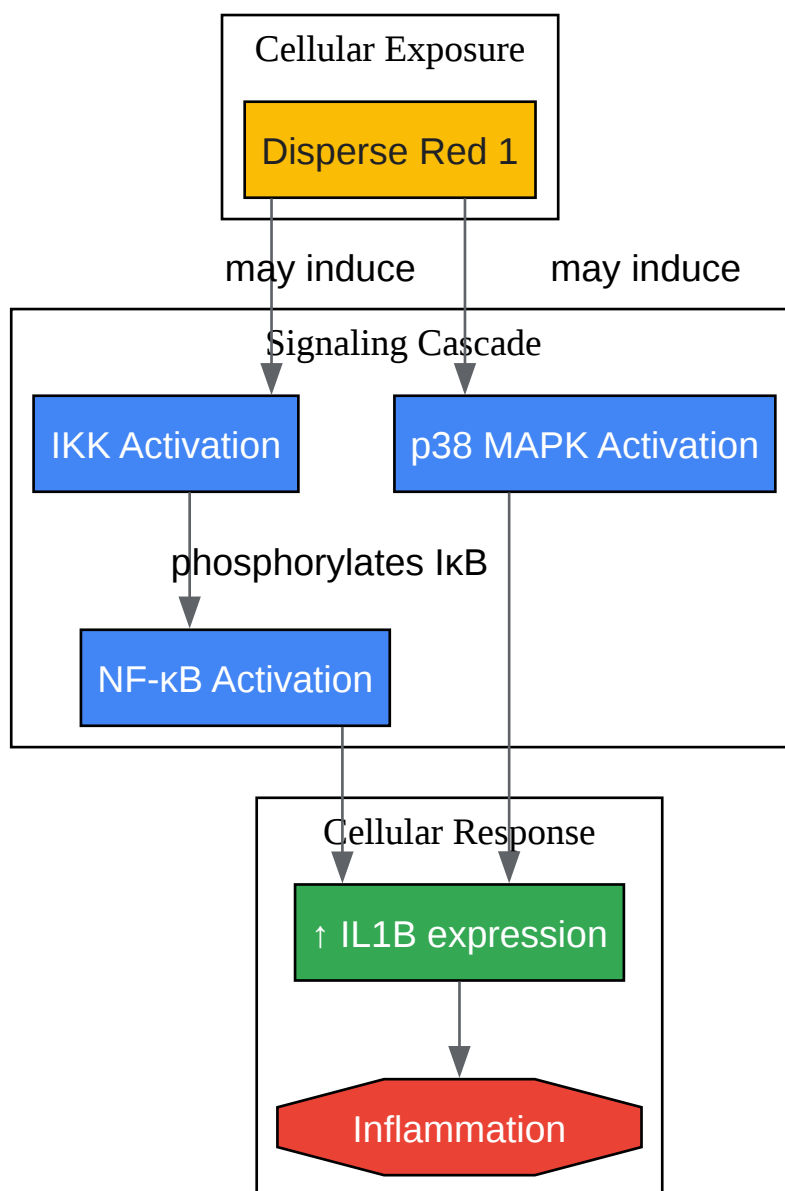 Cellular Exposure
Disperse Red 1
may induce
may induce
Signaling Cascade
IKK Activation
p38 MAPK Activation
phosphorylates IκB
NF-κB Activation
Cellular Response
↑ IL1B expression
Inflammation